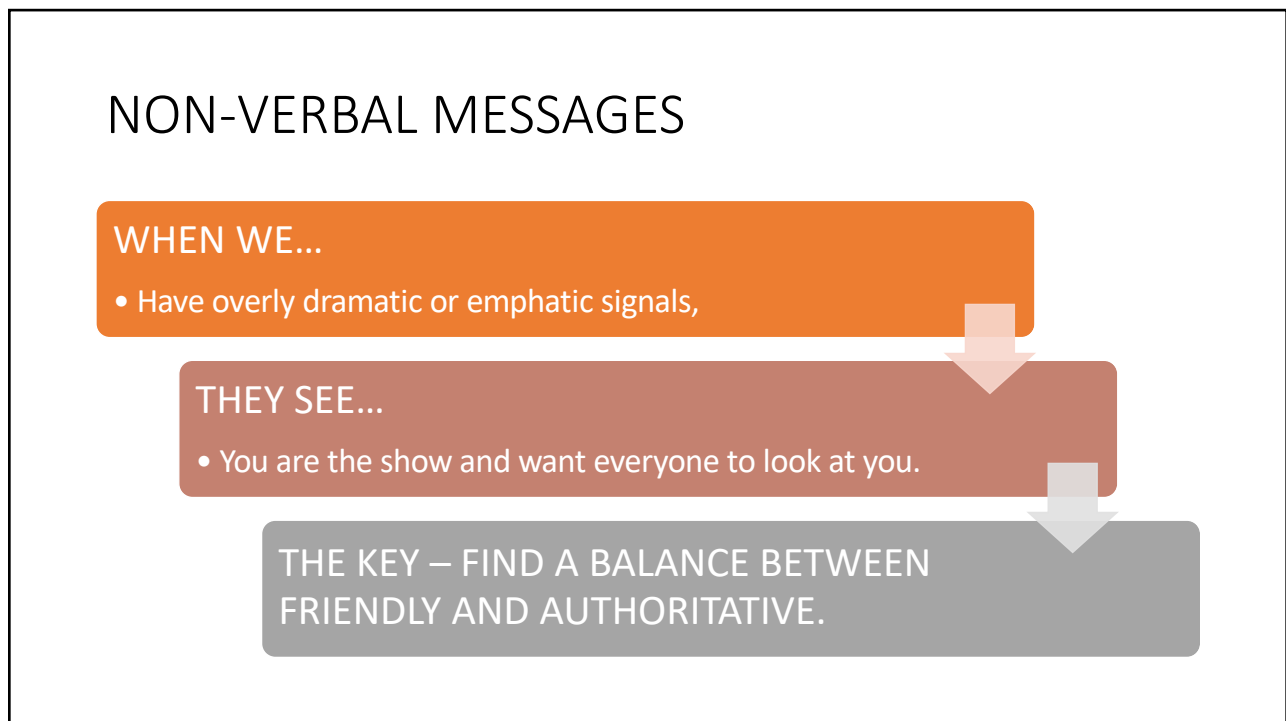 NON-VERBAL MESSAGES
WHEN WE…
• Have overly dramatic or emphatic signals,
THEY SEE…
• You are the show and want everyone to look at you.
THE KEY – FIND A BALANCE BETWEEN
FRIENDLY AND AUTHORITATIVE.